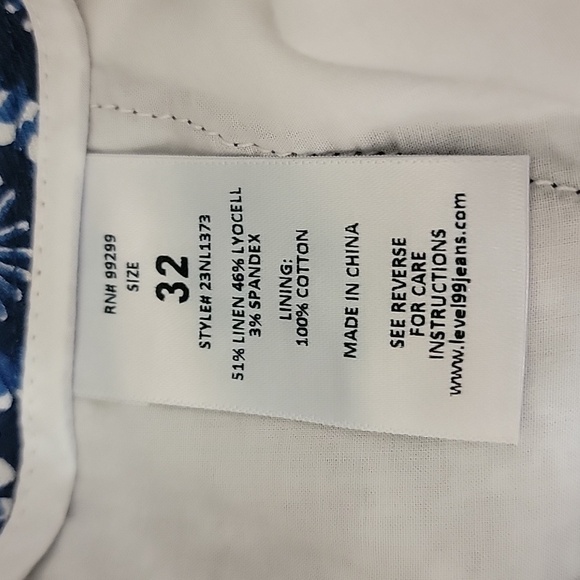 RN# 99299
SIZE
32
STYLE# 23NL1373
51% LINEN 46% LYOCELL
3% SPANDEX
LINING:
100% COTTON
MADE IN CHINA
SEE REVERSE
FOR CARE
INSTRUCTIONS
www.level99jeans.com